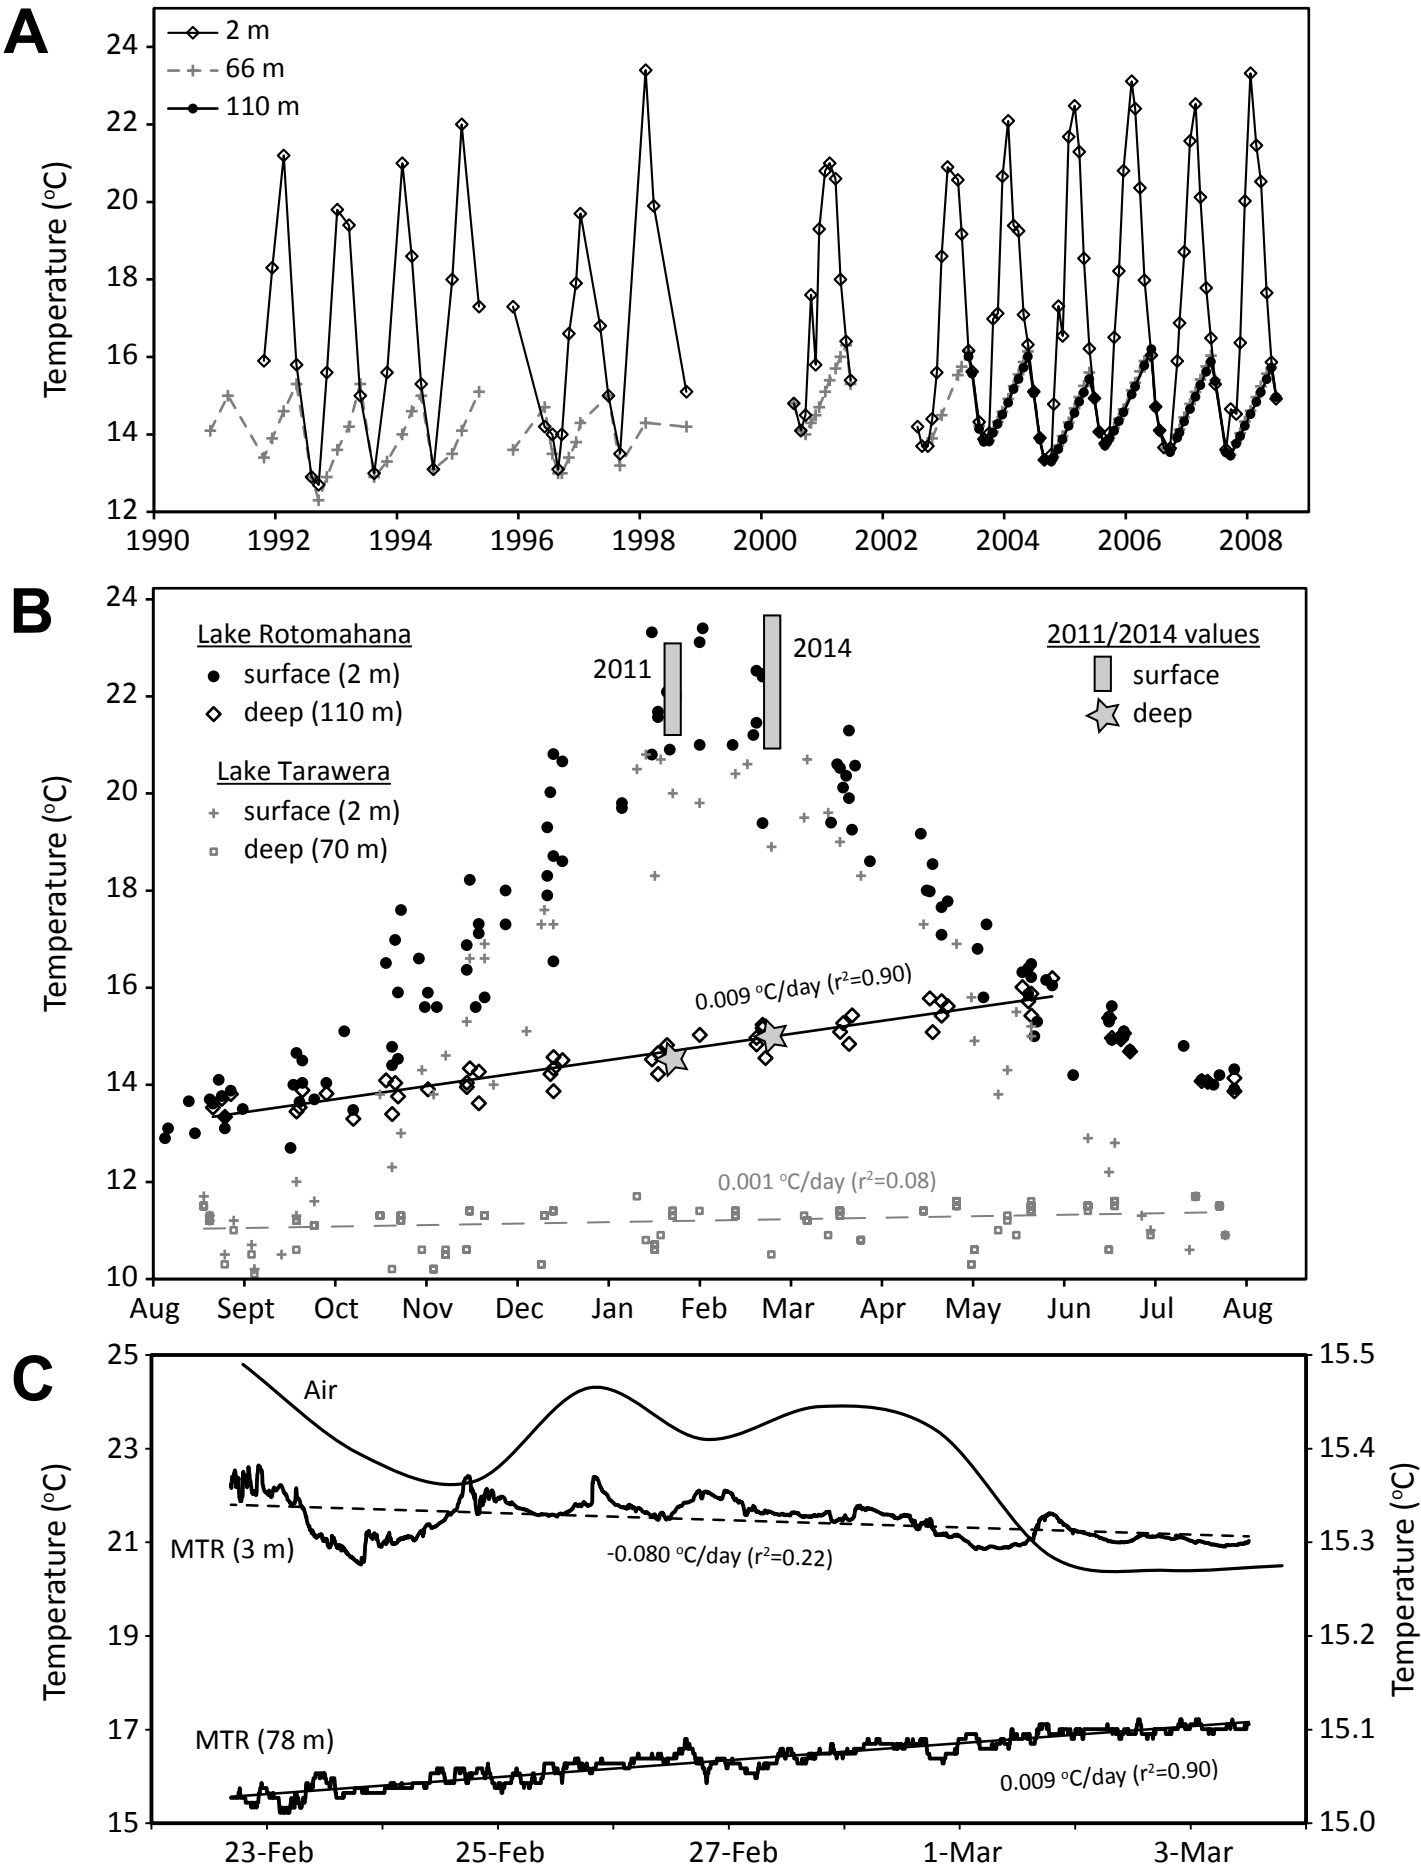 A
2 m
66 m
110 m
Temperature (°C)
24
22
20
18
16
14
12
1990 1992 1994 1996 1998 2000 2002 2004 2006 2008
B
Lake Rotomahana
surface (2 m)
deep (110 m)
Lake Tarawera
surface (2 m)
deep (70 m)
2011
2014
2011/2014 values
surface
deep
0.009 °C/day (r²=0.90)
0.001 °C/day (r²=0.08)
Temperature (°C)
24
22
20
18
16
14
12
10
Aug Sept Oct Nov Dec Jan Feb Mar Apr May Jun Jul Aug
C
Air
MTR (3 m)
-0.080 °C/day (r²=0.22)
MTR (78 m)
0.009 °C/day (r²=0.90)
Temperature (°C)
25
23
21
19
17
15
15.5
15.4
15.3
15.2
15.1
15.0
Temperature (°C)
23-Feb 25-Feb 27-Feb 1-Mar 3-Mar